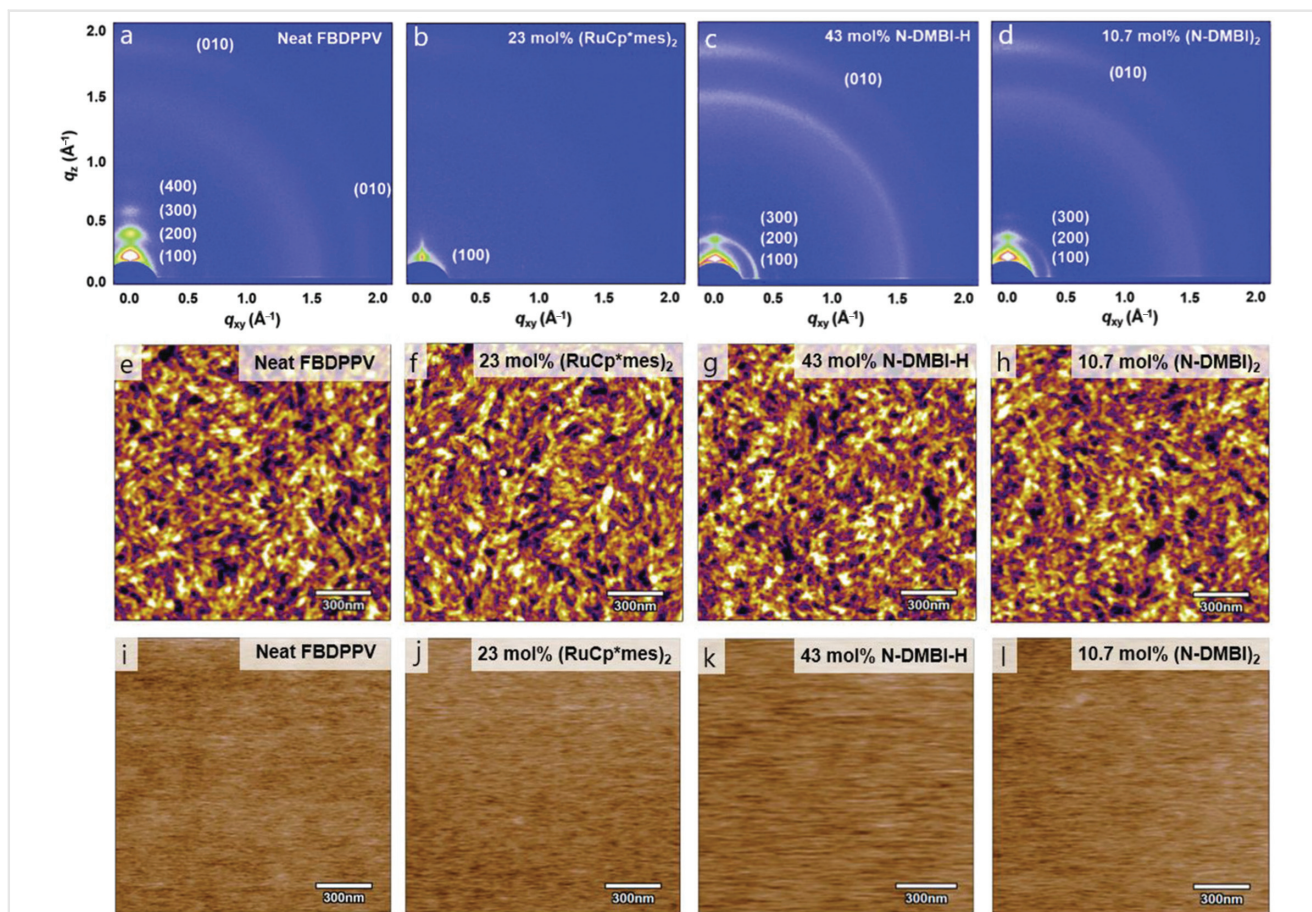 a
Neat FBDPPV
(010)
(400)
(300)
(200)
(100)
(010)
2.0
1.5
1.0
0.5
0.0
qz (Å⁻¹)
0.0 0.5 1.0 1.5 2.0
qxy (Å⁻¹)
b
23 mol% (RuCp*mes)₂
(100)
0.0 0.5 1.0 1.5 2.0
qxy (Å⁻¹)
c
43 mol% N-DMBI-H
(010)
(300)
(200)
(100)
0.0 0.5 1.0 1.5 2.0
qxy (Å⁻¹)
d
10.7 mol% (N-DMBI)₂
(010)
(300)
(200)
(100)
0.0 0.5 1.0 1.5 2.0
qxy (Å⁻¹)
e
Neat FBDPPV
300nm
f
23 mol% (RuCp*mes)₂
300nm
g
43 mol% N-DMBI-H
300nm
h
10.7 mol% (N-DMBI)₂
300nm
i
Neat FBDPPV
300nm
j
23 mol% (RuCp*mes)₂
300nm
k
43 mol% N-DMBI-H
300nm
l
10.7 mol% (N-DMBI)₂
300nm